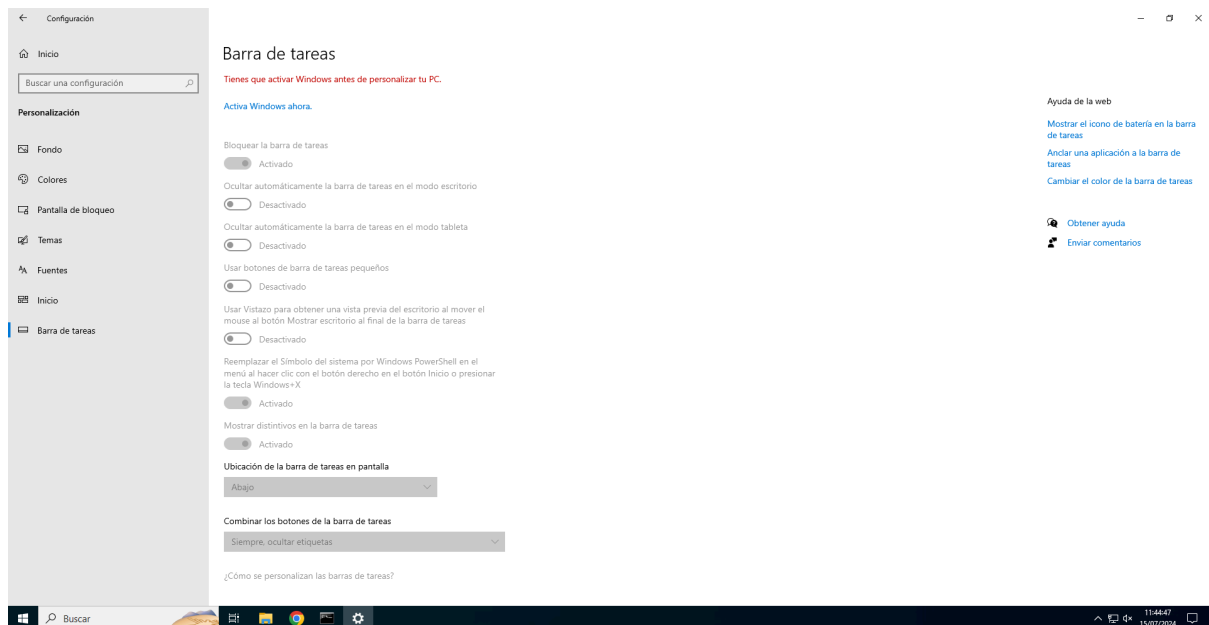 Configuración
Inicio
Buscar una configuración
Personalización
Fondo
Colores
Pantalla de bloqueo
Temas
Fuentes
Inicio
Barra de tareas
Barra de tareas
Tienes que activar Windows antes de personalizar tu PC.
Activa Windows ahora.
Bloquear la barra de tareas
Activado
Ocultar automáticamente la barra de tareas en el modo escritorio
Desactivado
Ocultar automáticamente la barra de tareas en el modo tableta
Desactivado
Usar botones de barra de tareas pequeños
Desactivado
Usar Vistazo para obtener una vista previa del escritorio al mover el
mouse al botón Mostrar escritorio al final de la barra de tareas
Desactivado
Reemplazar el Símbolo del sistema por Windows PowerShell en el
menú al hacer clic con el botón derecho en el botón Inicio o presionar
la tecla Windows+X
Activado
Mostrar distintivos en la barra de tareas
Activado
Ubicación de la barra de tareas en pantalla
Abajo
Combinar los botones de la barra de tareas
Siempre, ocultar etiquetas
¿Cómo se personalizan las barras de tareas?
Ayuda de la web
Mostrar el icono de batería en la barra
de tareas
Anclar una aplicación a la barra de
tareas
Cambiar el color de la barra de tareas
Obtener ayuda
Enviar comentarios
Buscar
11:44:47
15/07/2024